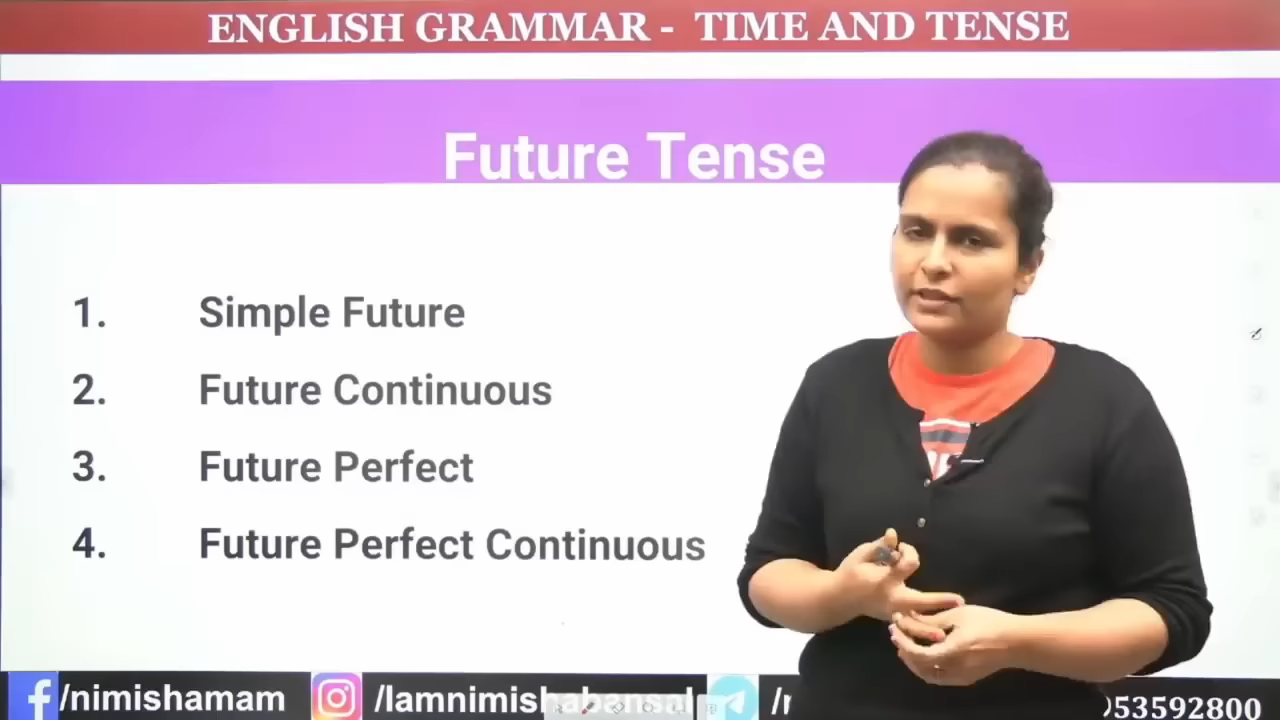 ENGLISH GRAMMAR - TIME AND TENSE
Future Tense
1. Simple Future
2. Future Continuous
3. Future Perfect
4. Future Perfect Continuous
/nimishamam /Iamnimishabansal 53592800